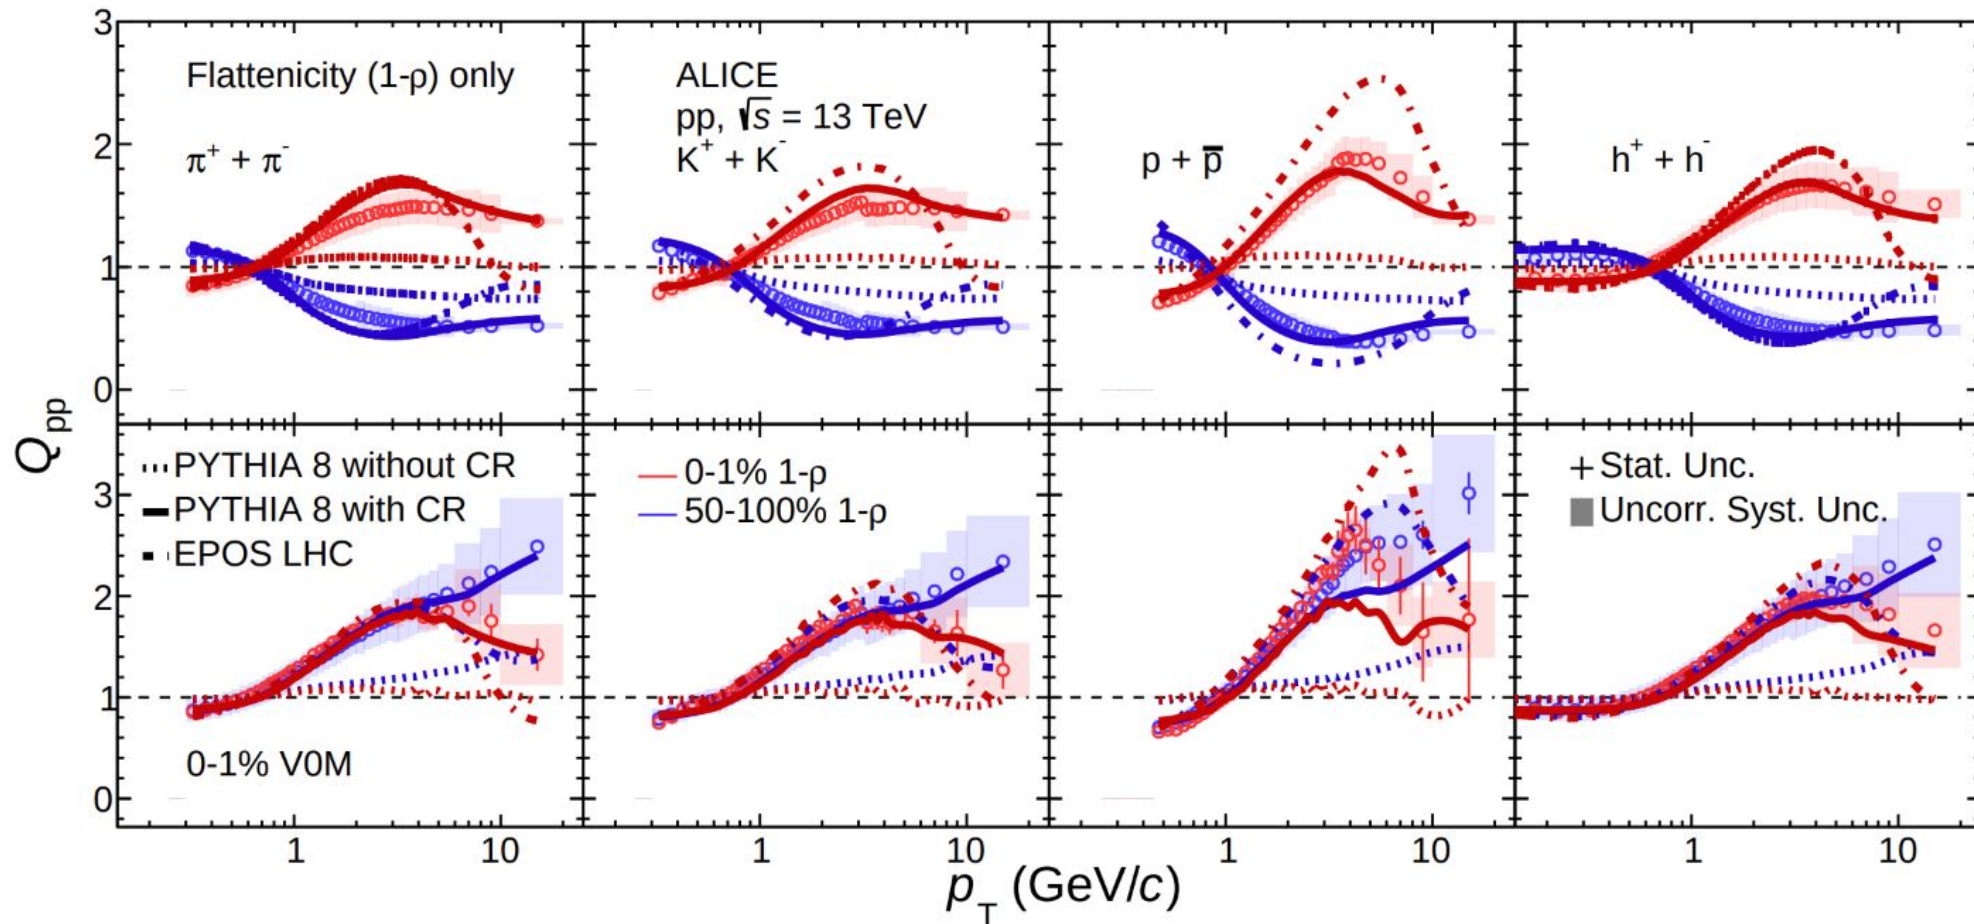 3
Flattenicity (1-ρ) only
ALICE
pp, √s = 13 TeV
π⁺ + π⁻
K⁺ + K⁻
p + p̅
h⁺ + h⁻
2
1
0
Q_pp
PYTHIA 8 without CR
PYTHIA 8 with CR
EPOS LHC
0-1% 1-ρ
50-100% 1-ρ
Stat. Unc.
Uncorr. Syst. Unc.
3
2
1
0
0-1% V0M
1 10 1 10 1 10 1 10
p_T (GeV/c)